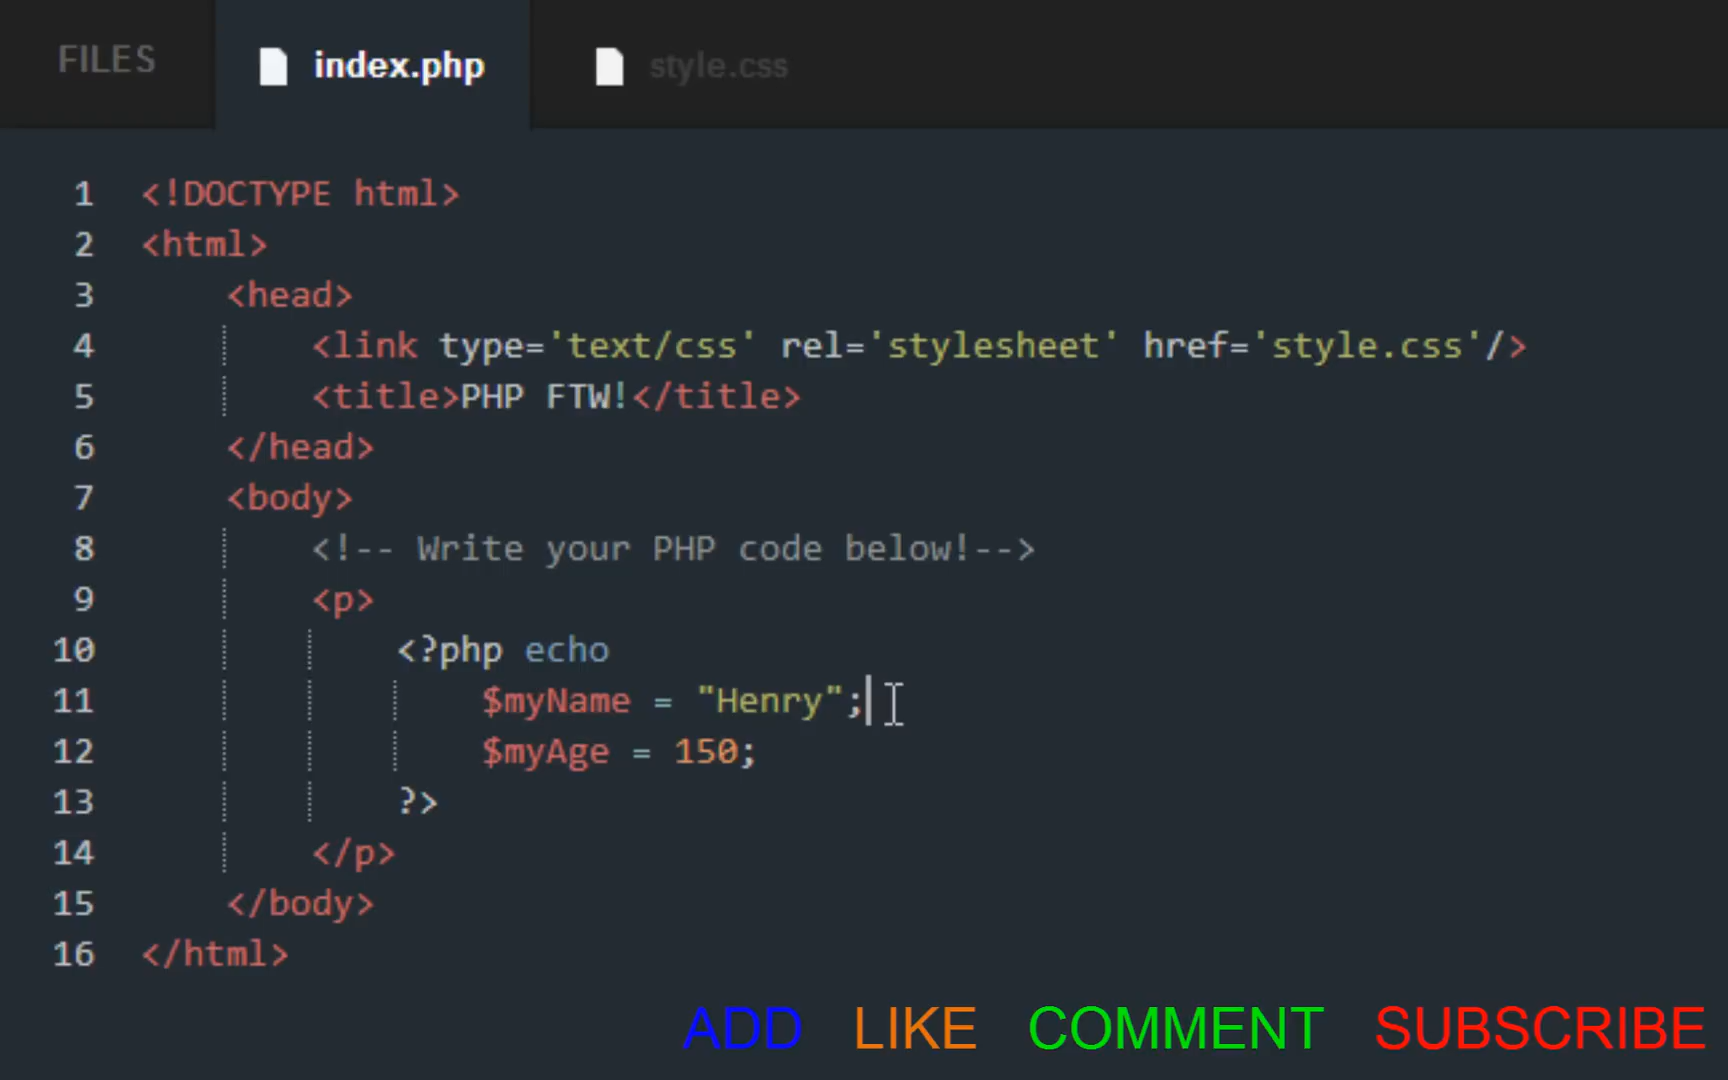 FILES index.php style.css
1 <!DOCTYPE html>
2 <html>
3 <head>
4 <link type='text/css' rel='stylesheet' href='style.css'/>
5 <title>PHP FTW!</title>
6 </head>
7 <body>
8 <!-- Write your PHP code below!-->
9 <p>
10 <?php echo
11 $myName = "Henry";
12 $myAge = 150;
13 ?>
14 </p>
15 </body>
16 </html>
ADD LIKE COMMENT SUBSCRIBE